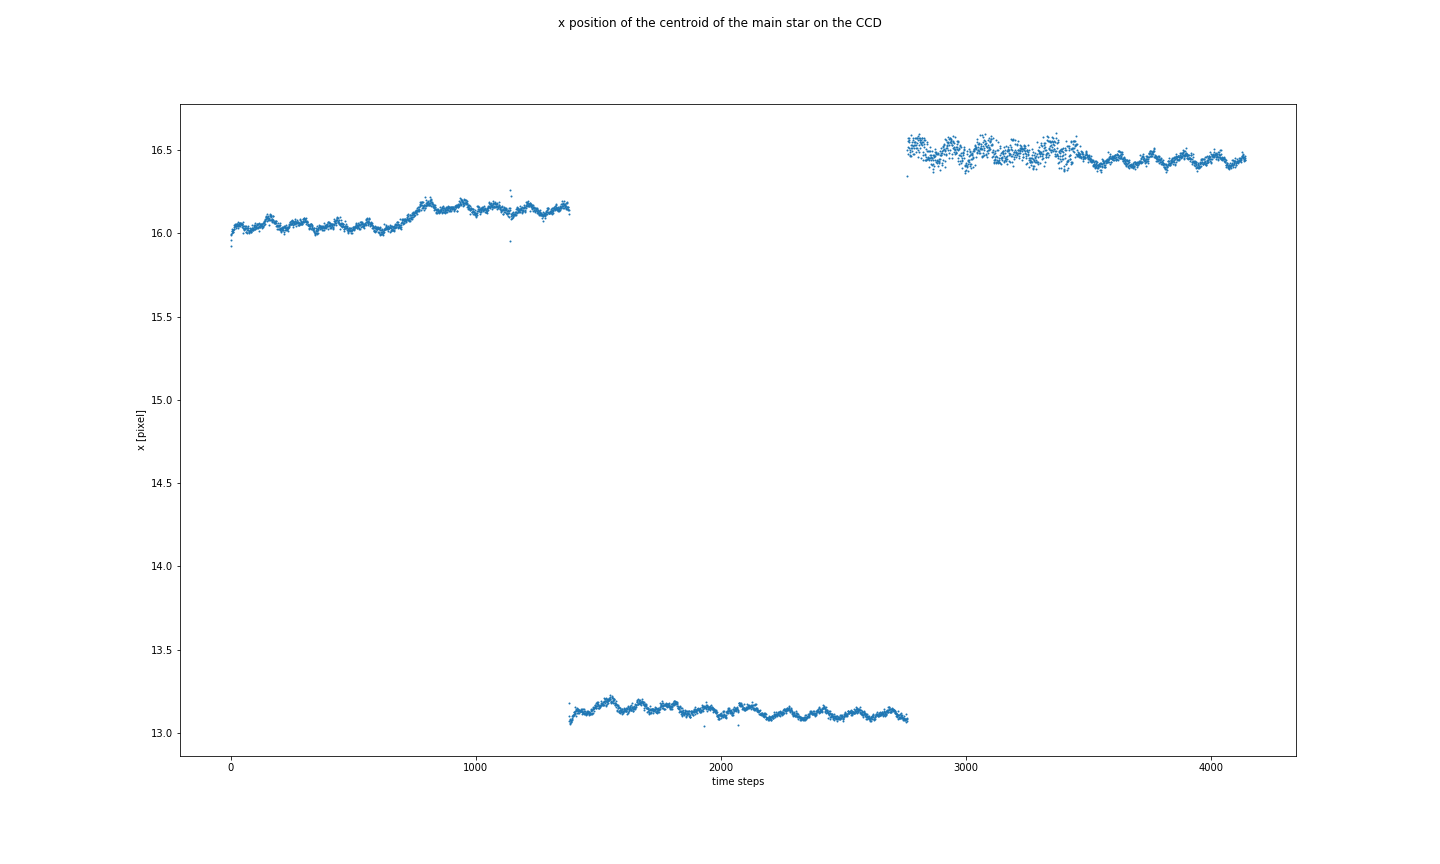 x position of the centroid of the main star on the CCD
16.5
16.0
15.5
15.0
14.5
14.0
13.5
13.0
x [pixel]
0 1000 2000 3000 4000
time steps